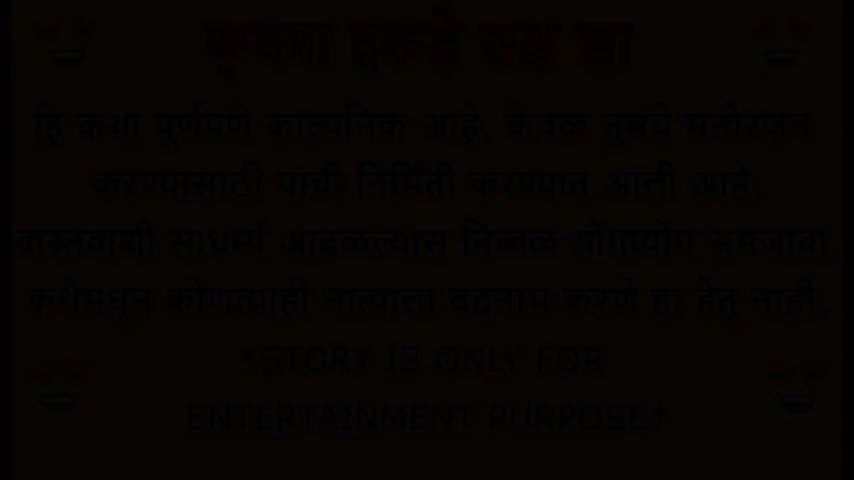 कृपया इकडे लक्ष द्या
हि कथा पूर्णपणे काल्पनिक आहे. केवळ तुमचे मनोरंजन
करण्यासाठी याची निर्मिती करण्यात आली आहे.
वास्तवाशी साधर्म्य आढळल्यास निव्वळ योगायोग समजावा.
कथेमधून कोणत्याही नात्याला बदनाम करणे हा हेतू नाही.
*STORY IS ONLY FOR
ENTERTAINMENT PURPOSE*